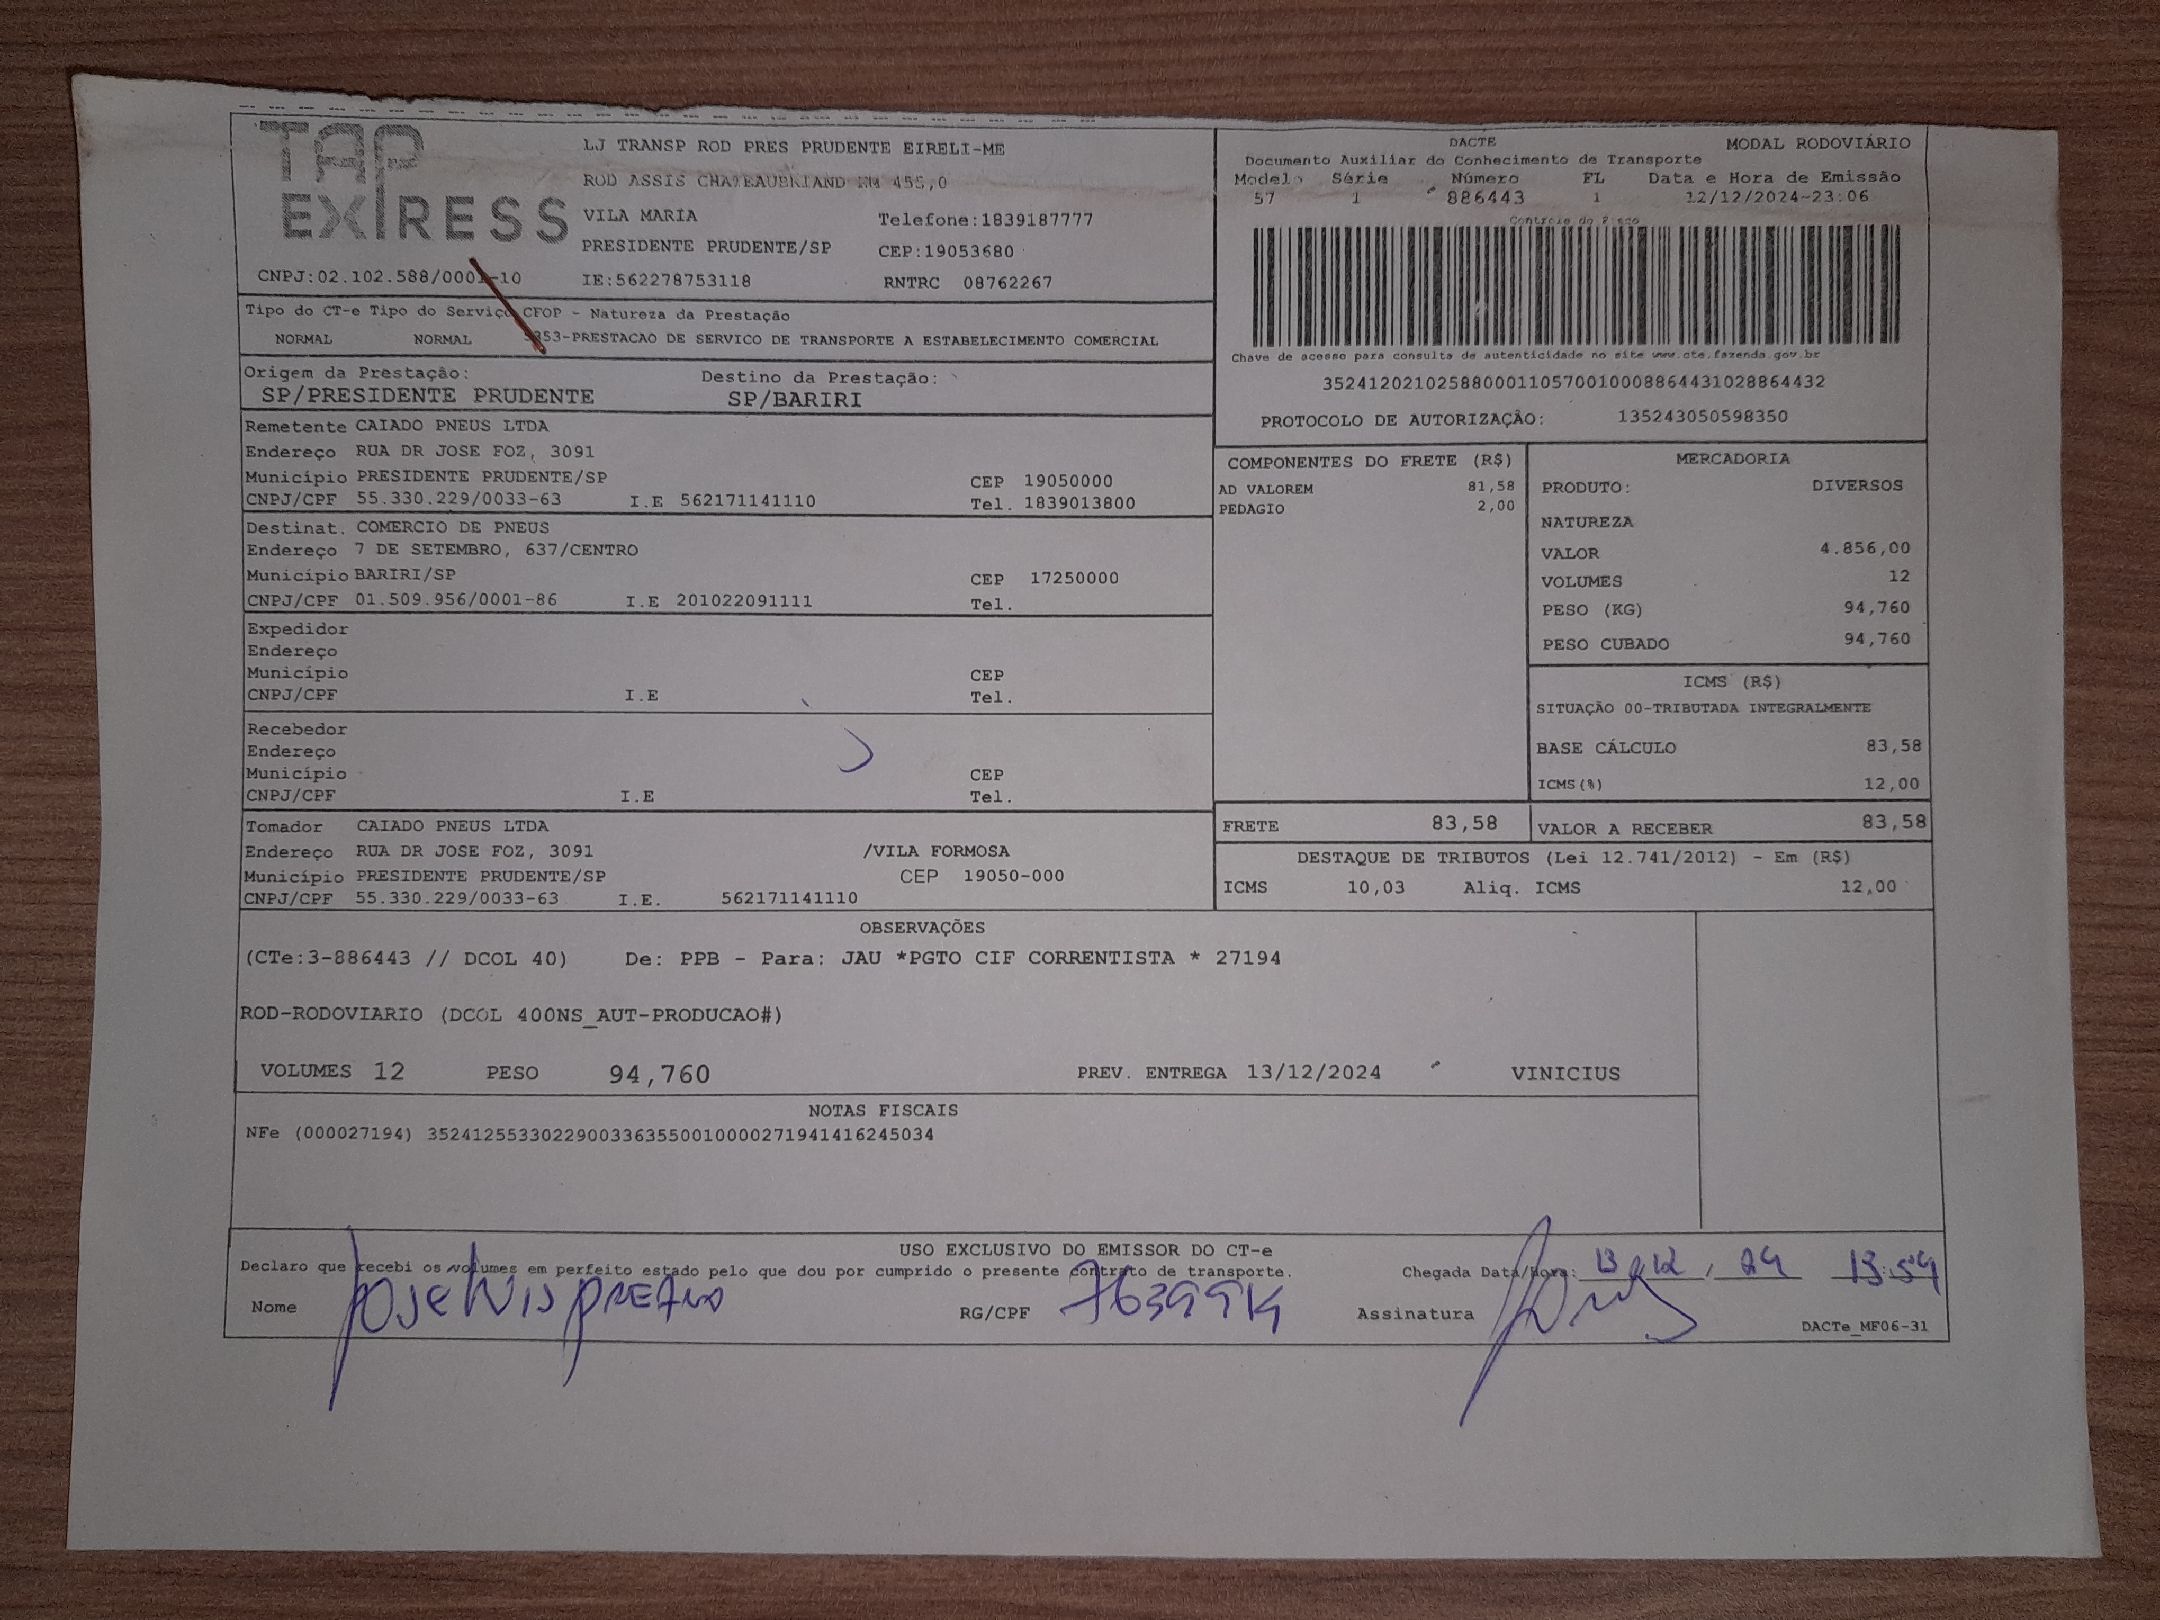 TAP
EXPRESS
LJ TRANSP ROD PRES PRUDENTE EIRELI-ME
ROD ASSIS CHATEAUBRIAND KM 455,0
VILA MARIA Telefone:1839187777
PRESIDENTE PRUDENTE/SP CEP:19053680
CNPJ:02.102.588/0001-10 IE:562278753118 RNTRC 08762267
DACTE MODAL RODOVIÁRIO
Documento Auxiliar do Conhecimento de Transporte
Modelo Série Número FL Data e Hora de Emissão
57 1 886443 1 12/12/2024-23:06
Controle do Fisco
Chave de acesso para consulta de autenticidade no site www.cte.fazenda.gov.br
35241202102588000110570010008864431028864432
PROTOCOLO DE AUTORIZAÇÃO: 135243050598350
Tipo do CT-e Tipo do Serviço CFOP - Natureza da Prestação
NORMAL NORMAL 5353-PRESTACAO DE SERVICO DE TRANSPORTE A ESTABELECIMENTO COMERCIAL
Origem da Prestação: Destino da Prestação:
SP/PRESIDENTE PRUDENTE SP/BARIRI
Remetente CAIADO PNEUS LTDA
Endereço RUA DR JOSE FOZ, 3091
Município PRESIDENTE PRUDENTE/SP CEP 19050000
CNPJ/CPF 55.330.229/0033-63 I.E 562171141110 Tel. 1839013800
Destinat. COMERCIO DE PNEUS
Endereço 7 DE SETEMBRO, 637/CENTRO
Município BARIRI/SP CEP 17250000
CNPJ/CPF 01.509.956/0001-86 I.E 201022091111 Tel.
Expedidor
Endereço
Município CEP
CNPJ/CPF I.E Tel.
Recebedor
Endereço
Município CEP
CNPJ/CPF I.E Tel.
Tomador CAIADO PNEUS LTDA
Endereço RUA DR JOSE FOZ, 3091 /VILA FORMOSA
Município PRESIDENTE PRUDENTE/SP CEP 19050-000
CNPJ/CPF 55.330.229/0033-63 I.E. 562171141110
COMPONENTES DO FRETE (R$)
AD VALOREM 81,58
PEDAGIO 2,00
MERCADORIA
PRODUTO: DIVERSOS
NATUREZA
VALOR 4.856,00
VOLUMES 12
PESO (KG) 94,760
PESO CUBADO 94,760
ICMS (R$)
SITUAÇÃO 00-TRIBUTADA INTEGRALMENTE
BASE CÁLCULO 83,58
ICMS(%) 12,00
FRETE 83,58 VALOR A RECEBER 83,58
DESTAQUE DE TRIBUTOS (Lei 12.741/2012) - Em (R$)
ICMS 10,03 Aliq. ICMS 12,00
OBSERVAÇÕES
(CTe:3-886443 // DCOL 40) De: PPB - Para: JAU *PGTO CIF CORRENTISTA * 27194
ROD-RODOVIARIO (DCOL 400NS_AUT-PRODUCAO#)
VOLUMES 12 PESO 94,760 PREV. ENTREGA 13/12/2024 VINICIUS
NOTAS FISCAIS
NFe (000027194) 35241255330229003363550010000271941416245034
USO EXCLUSIVO DO EMISSOR DO CT-e
Declaro que recebi os volumes em perfeito estado pelo que dou por cumprido o presente contrato de transporte. Chegada Data/Hora: 13 12 24 13:54
Nome JOSE LUIS RG/CPF Assinatura
DACTe_MF06-31